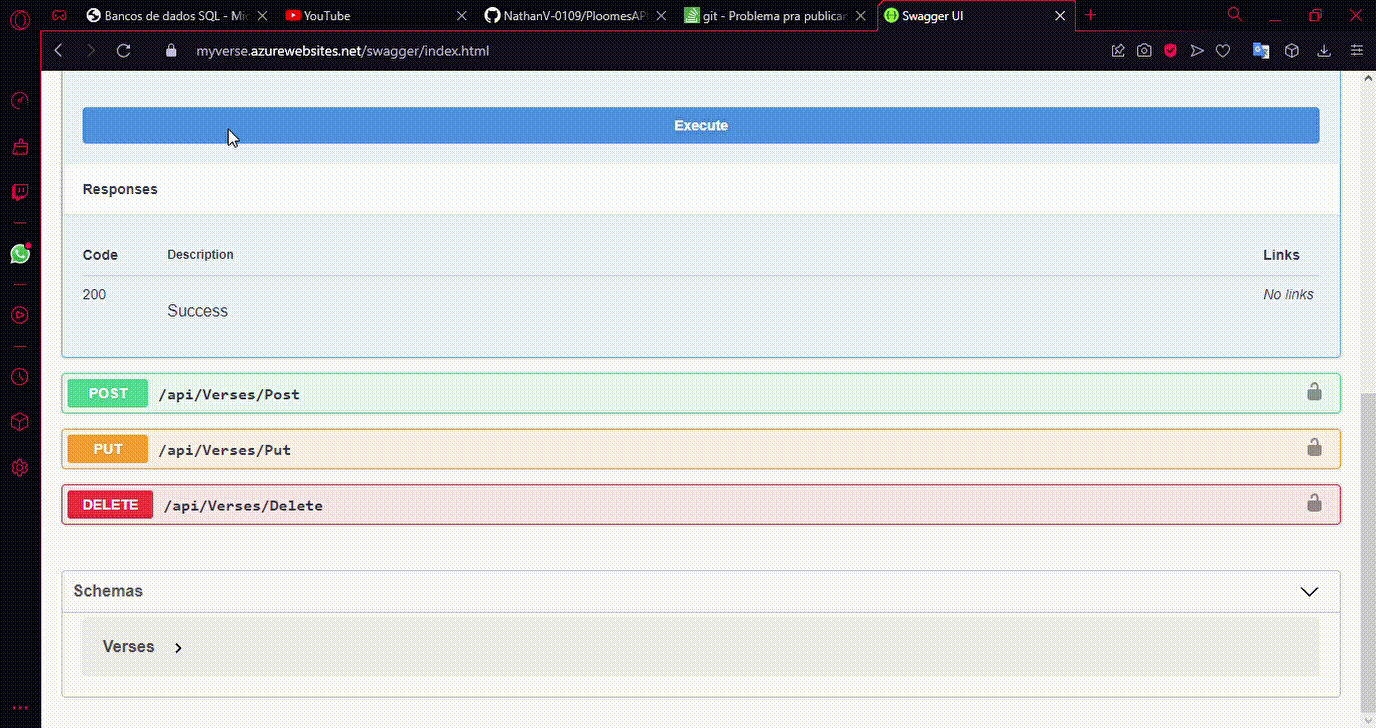 Bancos de dados SQL - Mic
YouTube
NathanV-0109/PloomesAPI
git - Problema pra publicar
Swagger UI
myverse.azurewebsites.net/swagger/index.html
Execute
Responses
Code Description Links
200 Success No links
POST /api/Verses/Post
PUT /api/Verses/Put
DELETE /api/Verses/Delete
Schemas
Verses